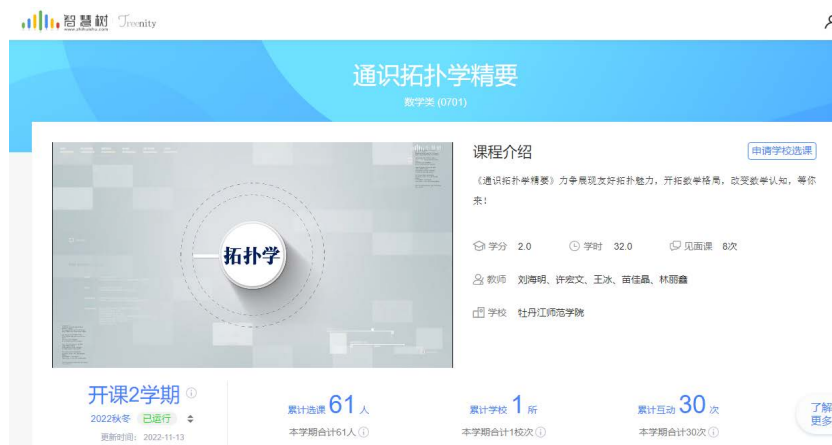 智慧树 Treenity
www.zhihuishu.com
通识拓扑学精要
数学类 (0701)
拓扑学
课程介绍
申请学校选课
《通识拓扑学精要》力争展现友好拓扑魅力，开拓数学格局，改变数学认知，等你
来！
学分 2.0 学时 32.0 见面课 8次
教师 刘海明、许宏文、王冰、苗佳晶、林丽鑫
学校 牡丹江师范学院
开课2学期
2022秋冬 已运行
更新时间： 2022-11-13
累计选课 61 人
本学期合计61人
累计学校 1 所
本学期合计1校次
累计互动 30 次
本学期合计30次
了解
更多